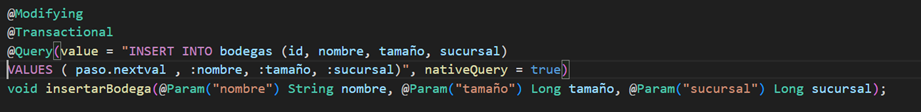 @Modifying
@Transactional
@Query(value = "INSERT INTO bodegas (id, nombre, tamaño, sucursal)
VALUES ( paso.nextval , :nombre, :tamaño, :sucursal)", nativeQuery = true)
void insertarBodega(@Param("nombre") String nombre, @Param("tamaño") Long tamaño, @Param("sucursal") Long sucursal);